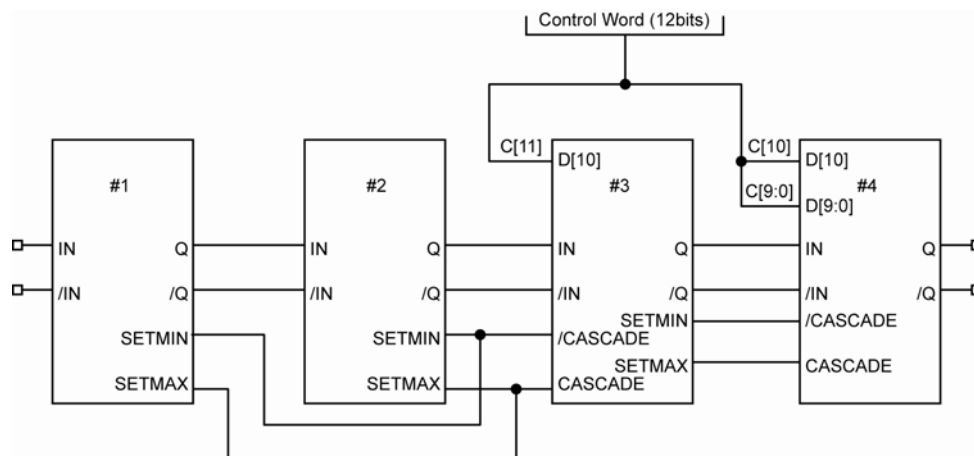 Control Word (12bits)
C[11] D[10] C[10] D[10]
#1 #2 #3 #4
C[9:0] D[9:0]
IN Q IN Q IN Q IN Q
/IN /Q /IN /Q /IN /Q /IN /Q
SETMIN /CASCADE
SETMIN SETMIN /CASCADE
SETMAX CASCADE
SETMAX SETMAX CASCADE